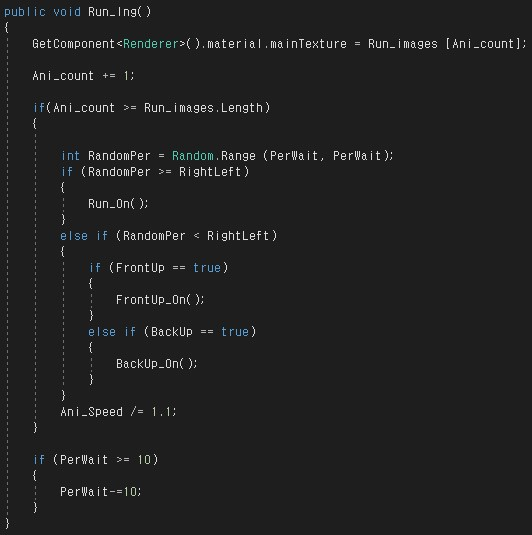 public void Run_Ing()
{
GetComponent<Renderer>().material.mainTexture = Run_images [Ani_count];
Ani_count += 1;
if(Ani_count >= Run_images.Length)
{
int RandomPer = Random.Range (PerWait, PerWait);
if (RandomPer >= RightLeft)
{
Run_On();
}
else if (RandomPer < RightLeft)
{
if (FrontUp == true)
{
FrontUp_On();
}
else if (BackUp == true)
{
BackUp_On();
}
}
Ani_Speed /= 1.1;
}
if (PerWait >= 10)
{
PerWait-=10;
}
}